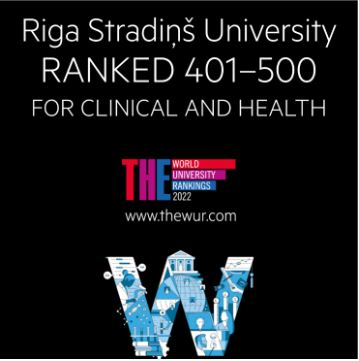 Riga Stradiņš University
RANKED 401–500
FOR CLINICAL AND HEALTH
THE WORLD
UNIVERSITY
RANKINGS
2022
www.thewur.com
W